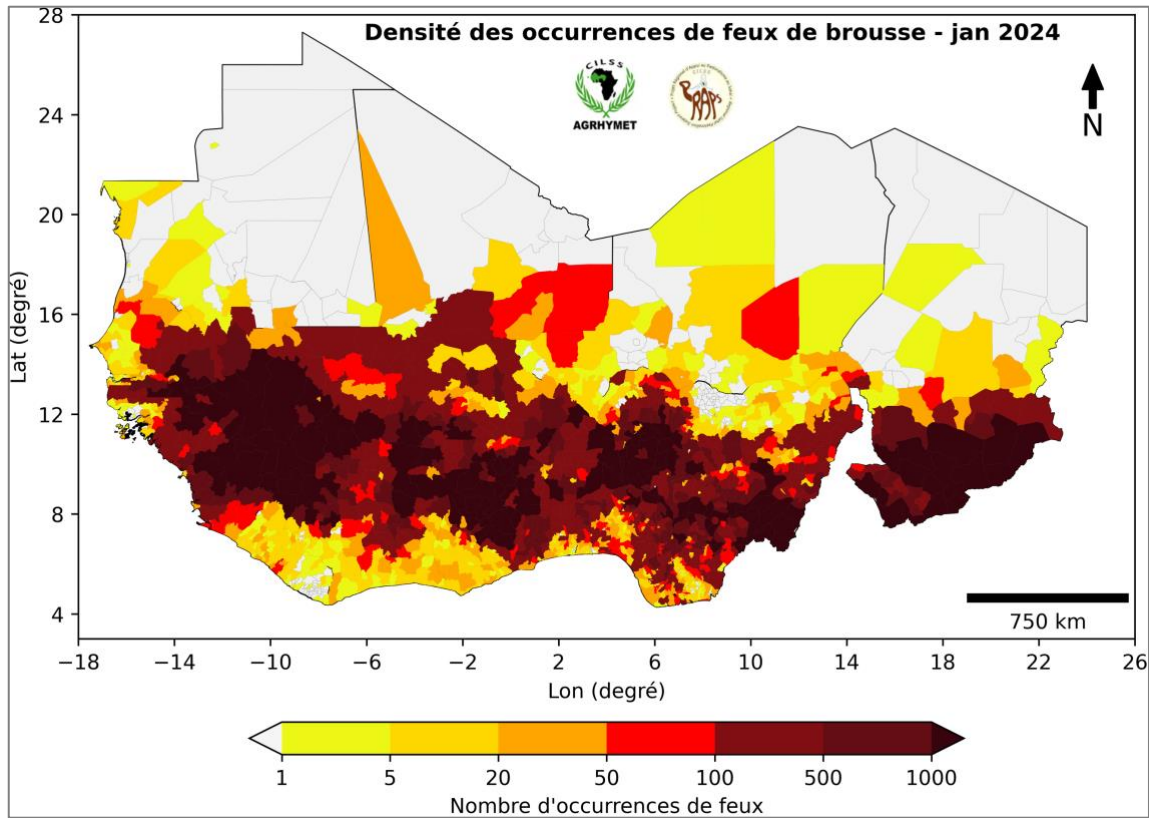 Densité des occurrences de feux de brousse - jan 2024
CILSS
AGRHYMET
CILSS
PRAPS
N
28
24
20
16
12
8
4
Lat (degré)
750 km
−18 −14 −10 −6 −2 2 6 10 14 18 22 26
Lon (degré)
1 5 20 50 100 500 1000
Nombre d'occurrences de feux